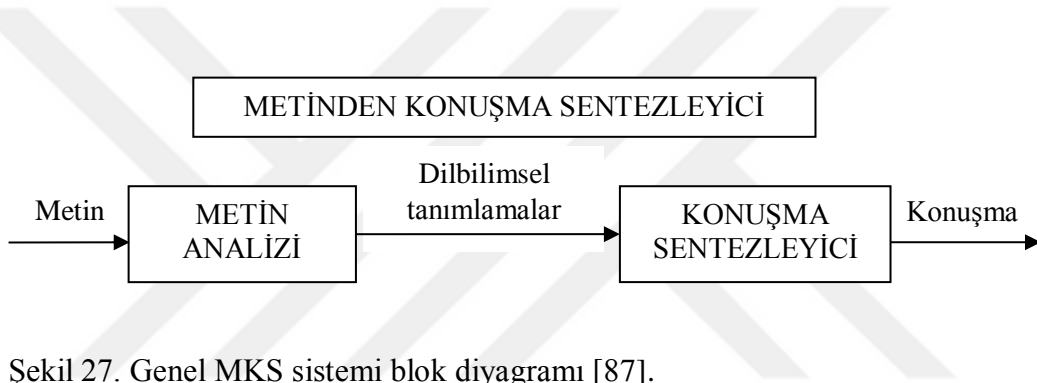 METİNDEN KONUŞMA SENTEZLEYİCİ
Metin
METİN
ANALİZİ
Dilbilimsel
tanımlamalar
KONUŞMA
SENTEZLEYİCİ
Konuşma
Şekil 27. Genel MKS sistemi blok diyagramı [87].